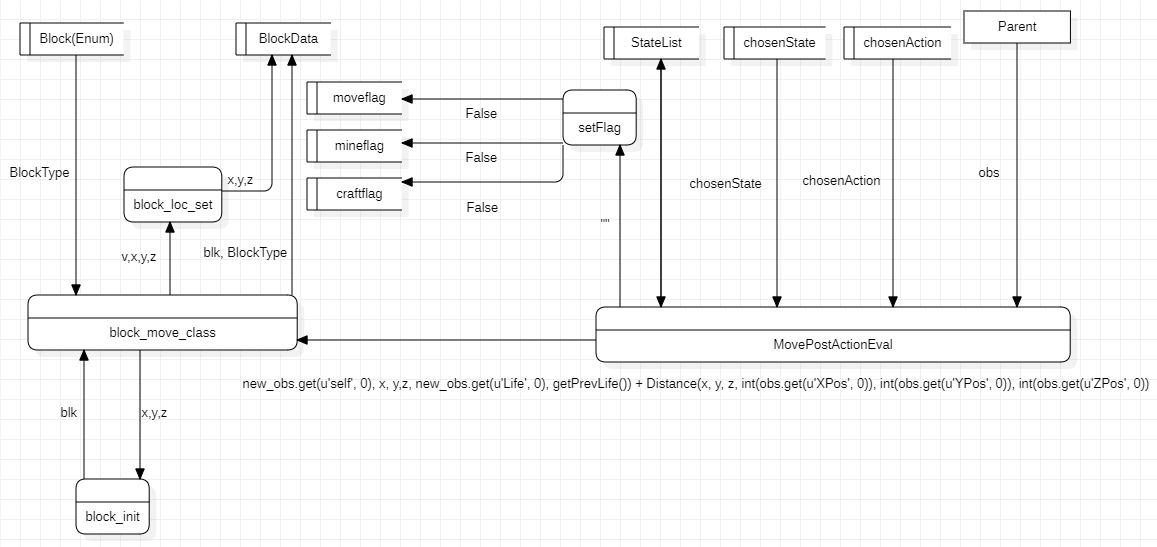 Block(Enum)
BlockData
StateList
chosenState
chosenAction
Parent
moveflag
False
setFlag
mineflag
False
craftflag
False
BlockType
x,y,z
block_loc_set
chosenState
chosenAction
obs
""
v,x,y,z
blk, BlockType
block_move_class
MovePostActionEval
new_obs.get(u'self', 0), x, y,z, new_obs.get(u'Life', 0), getPrevLife()) + Distance(x, y, z, int(obs.get(u'XPos', 0)), int(obs.get(u'YPos', 0)), int(obs.get(u'ZPos', 0))
blk
x,y,z
block_init